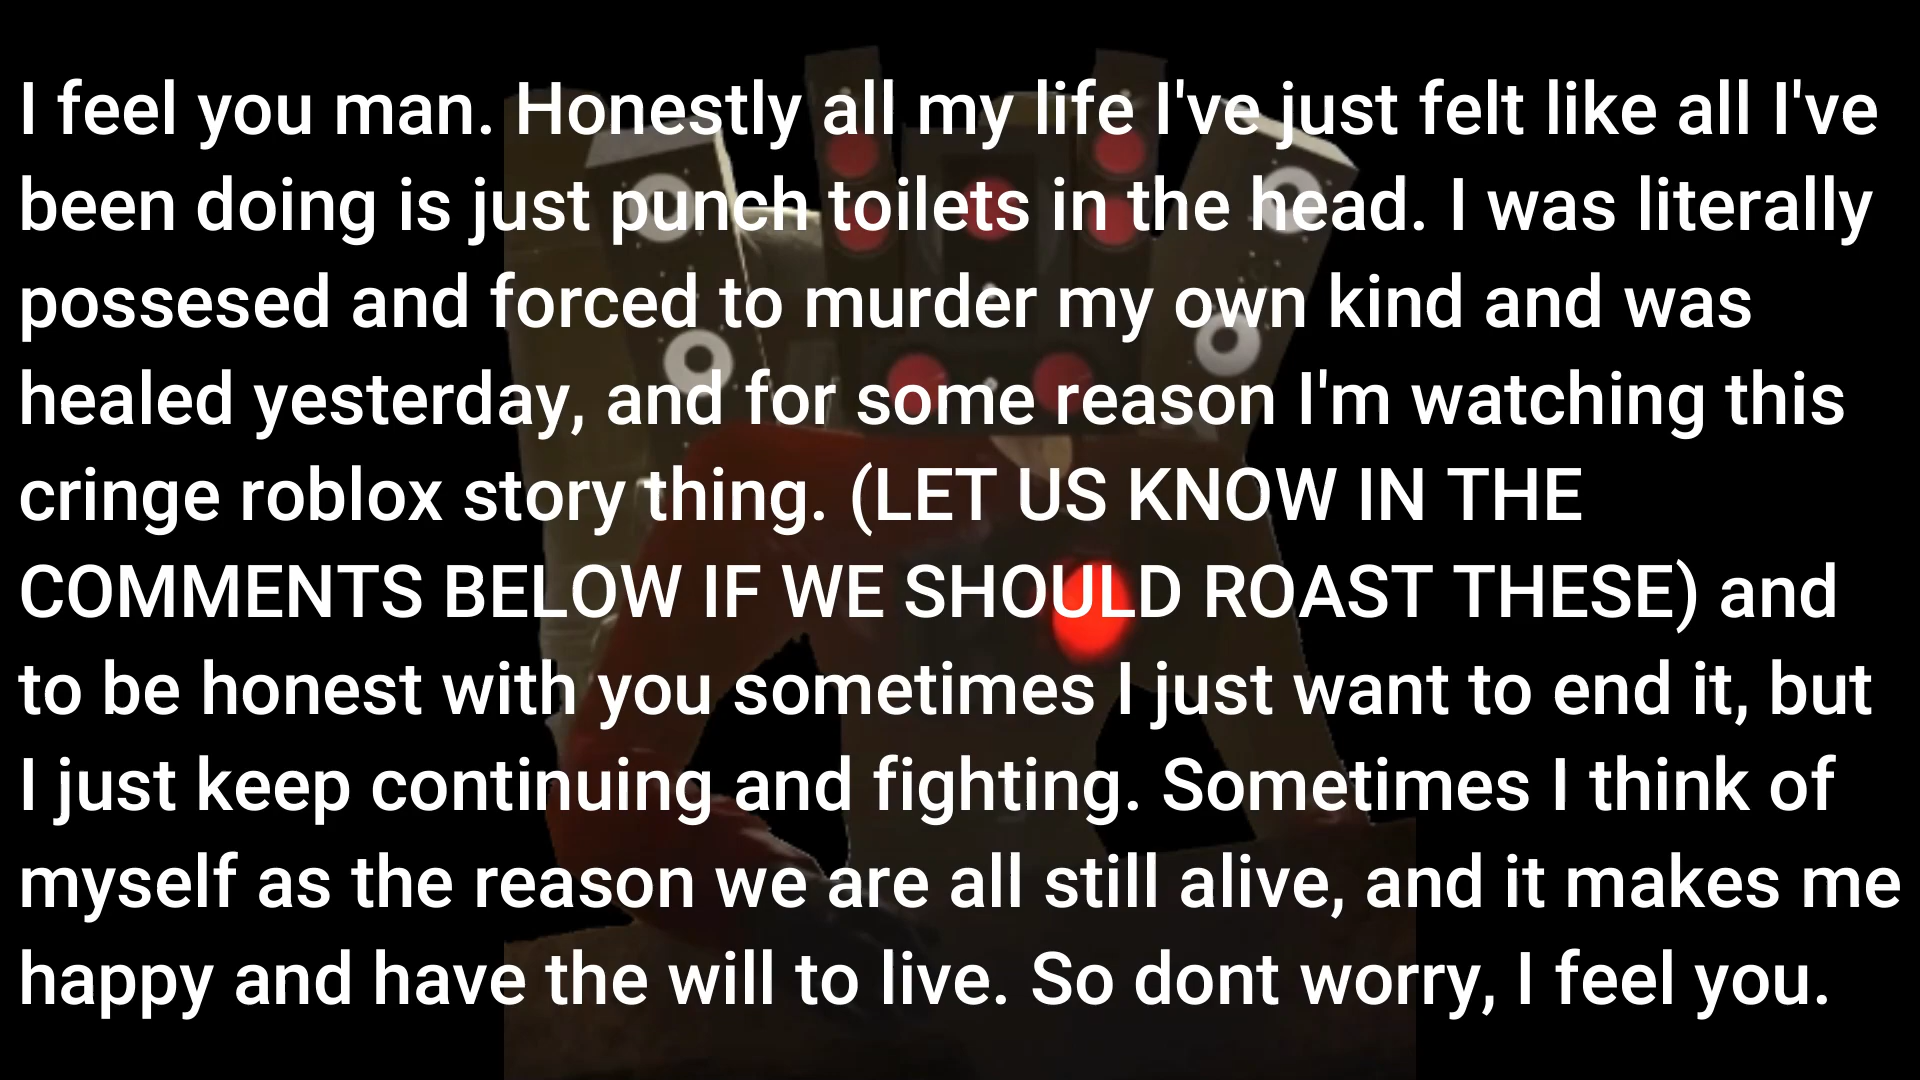 I feel you man. Honestly all my life I've just felt like all I've
been doing is just punch toilets in the head. I was literally
possesed and forced to murder my own kind and was
healed yesterday, and for some reason I'm watching this
cringe roblox story thing. (LET US KNOW IN THE
COMMENTS BELOW IF WE SHOULD ROAST THESE) and
to be honest with you sometimes I just want to end it, but
I just keep continuing and fighting. Sometimes I think of
myself as the reason we are all still alive, and it makes me
happy and have the will to live. So dont worry, I feel you.